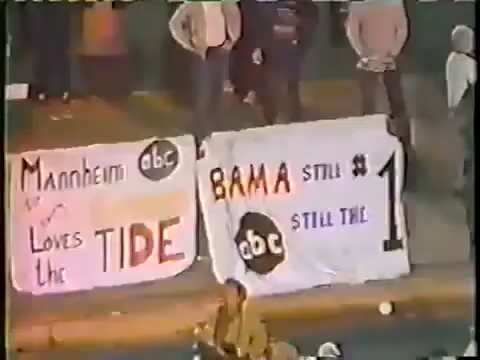 Mannheim abc
Loves
the TIDE
BAMA STILL #1
abc STILL THE